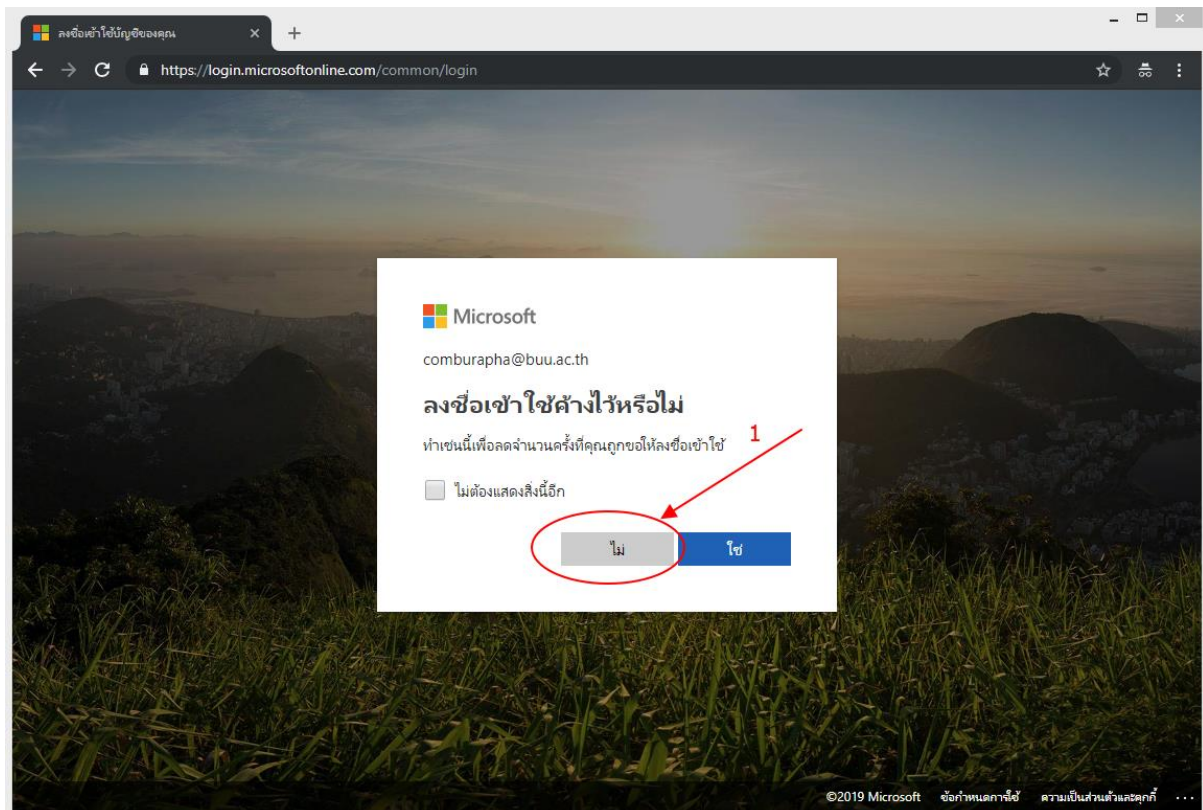 ลงชื่อเข้าใช้บัญชีของคุณ
https://login.microsoftonline.com/common/login
Microsoft
comburapha@buu.ac.th
ลงชื่อเข้าใช้ค้างไว้หรือไม่
ทำเช่นนี้เพื่อลดจำนวนครั้งที่คุณถูกขอให้ลงชื่อเข้าใช้
1
ไม่ต้องแสดงสิ่งนี้อีก
ไม่ ใช่
©2019 Microsoft ข้อกำหนดการใช้ ความเป็นส่วนตัวและคุกกี้ ...